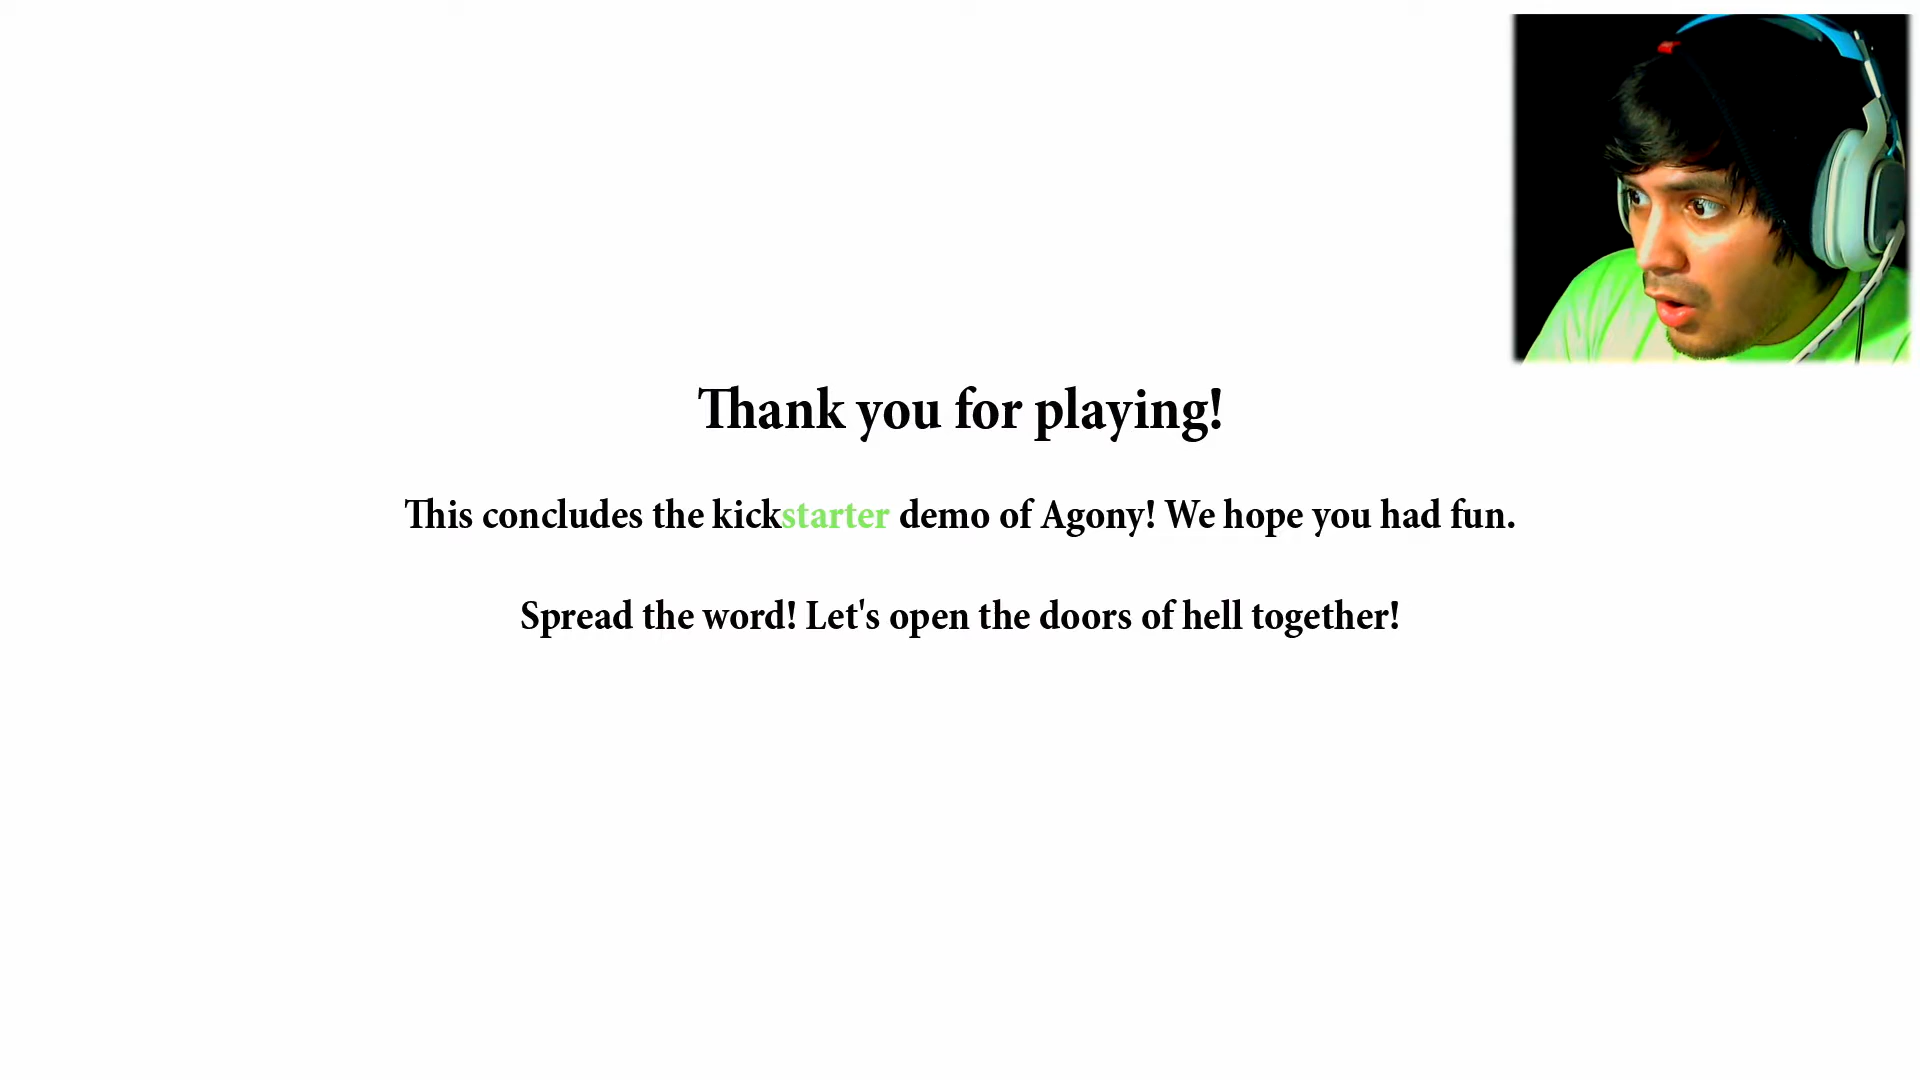 Thank you for playing!
This concludes the kickstarter demo of Agony! We hope you had fun.
Spread the word! Let's open the doors of hell together!